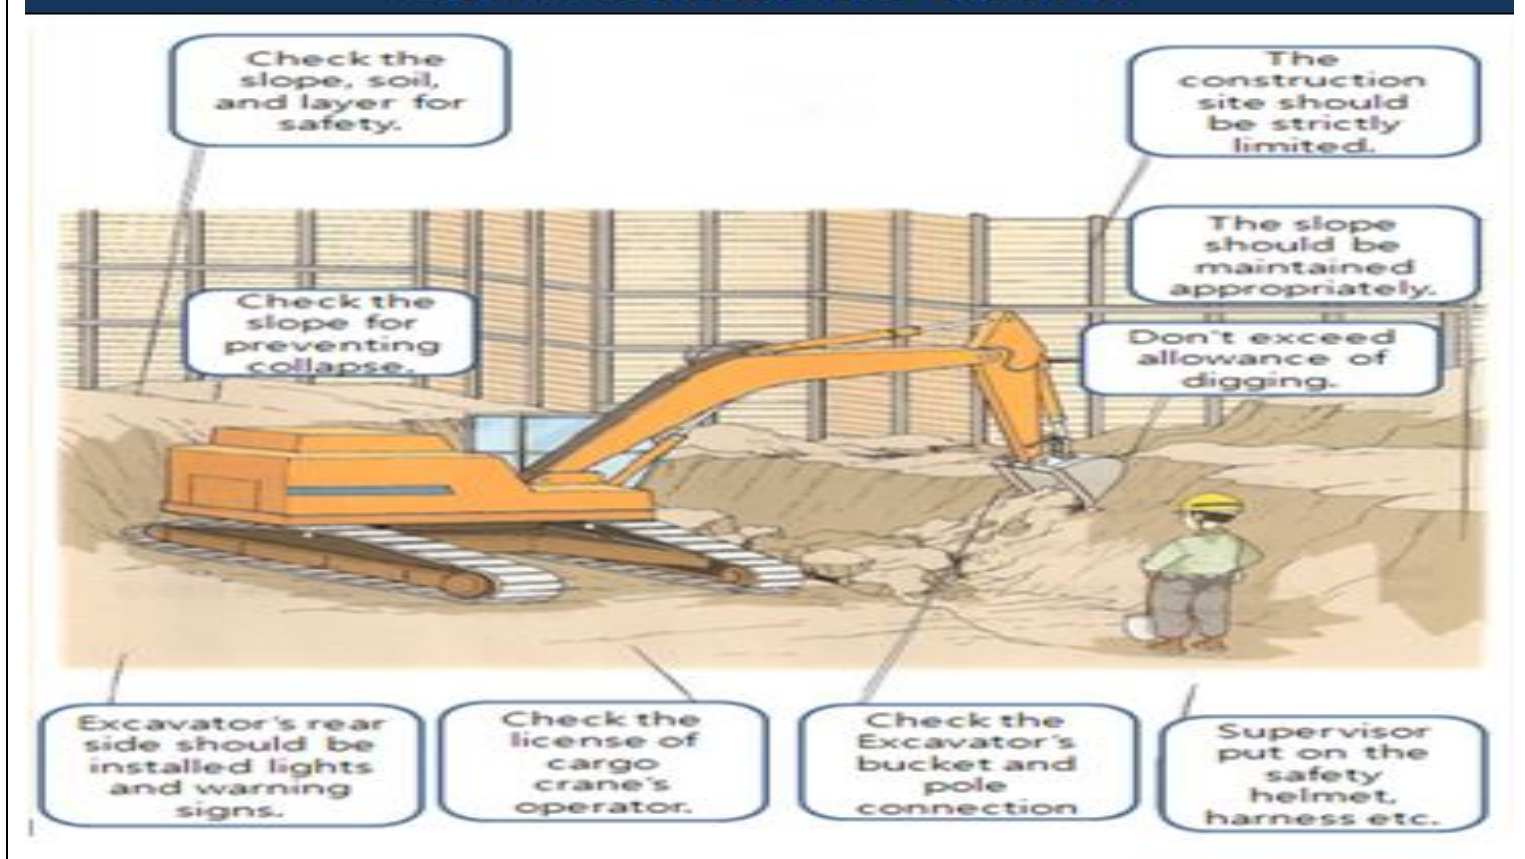 Check the
slope, soil,
and layer for
safety.
The
construction
site should
be strictly
limited.
The slope
should be
maintained
appropriately.
Check the
slope for
preventing
collapse.
Don't exceed
allowance of
digging.
Excavator's rear
side should be
installed lights
and warning
signs.
Check the
license of
cargo
crane's
operator.
Check the
Excavator's
bucket and
pole
connection
Supervisor
put on the
safety
helmet,
harness etc.